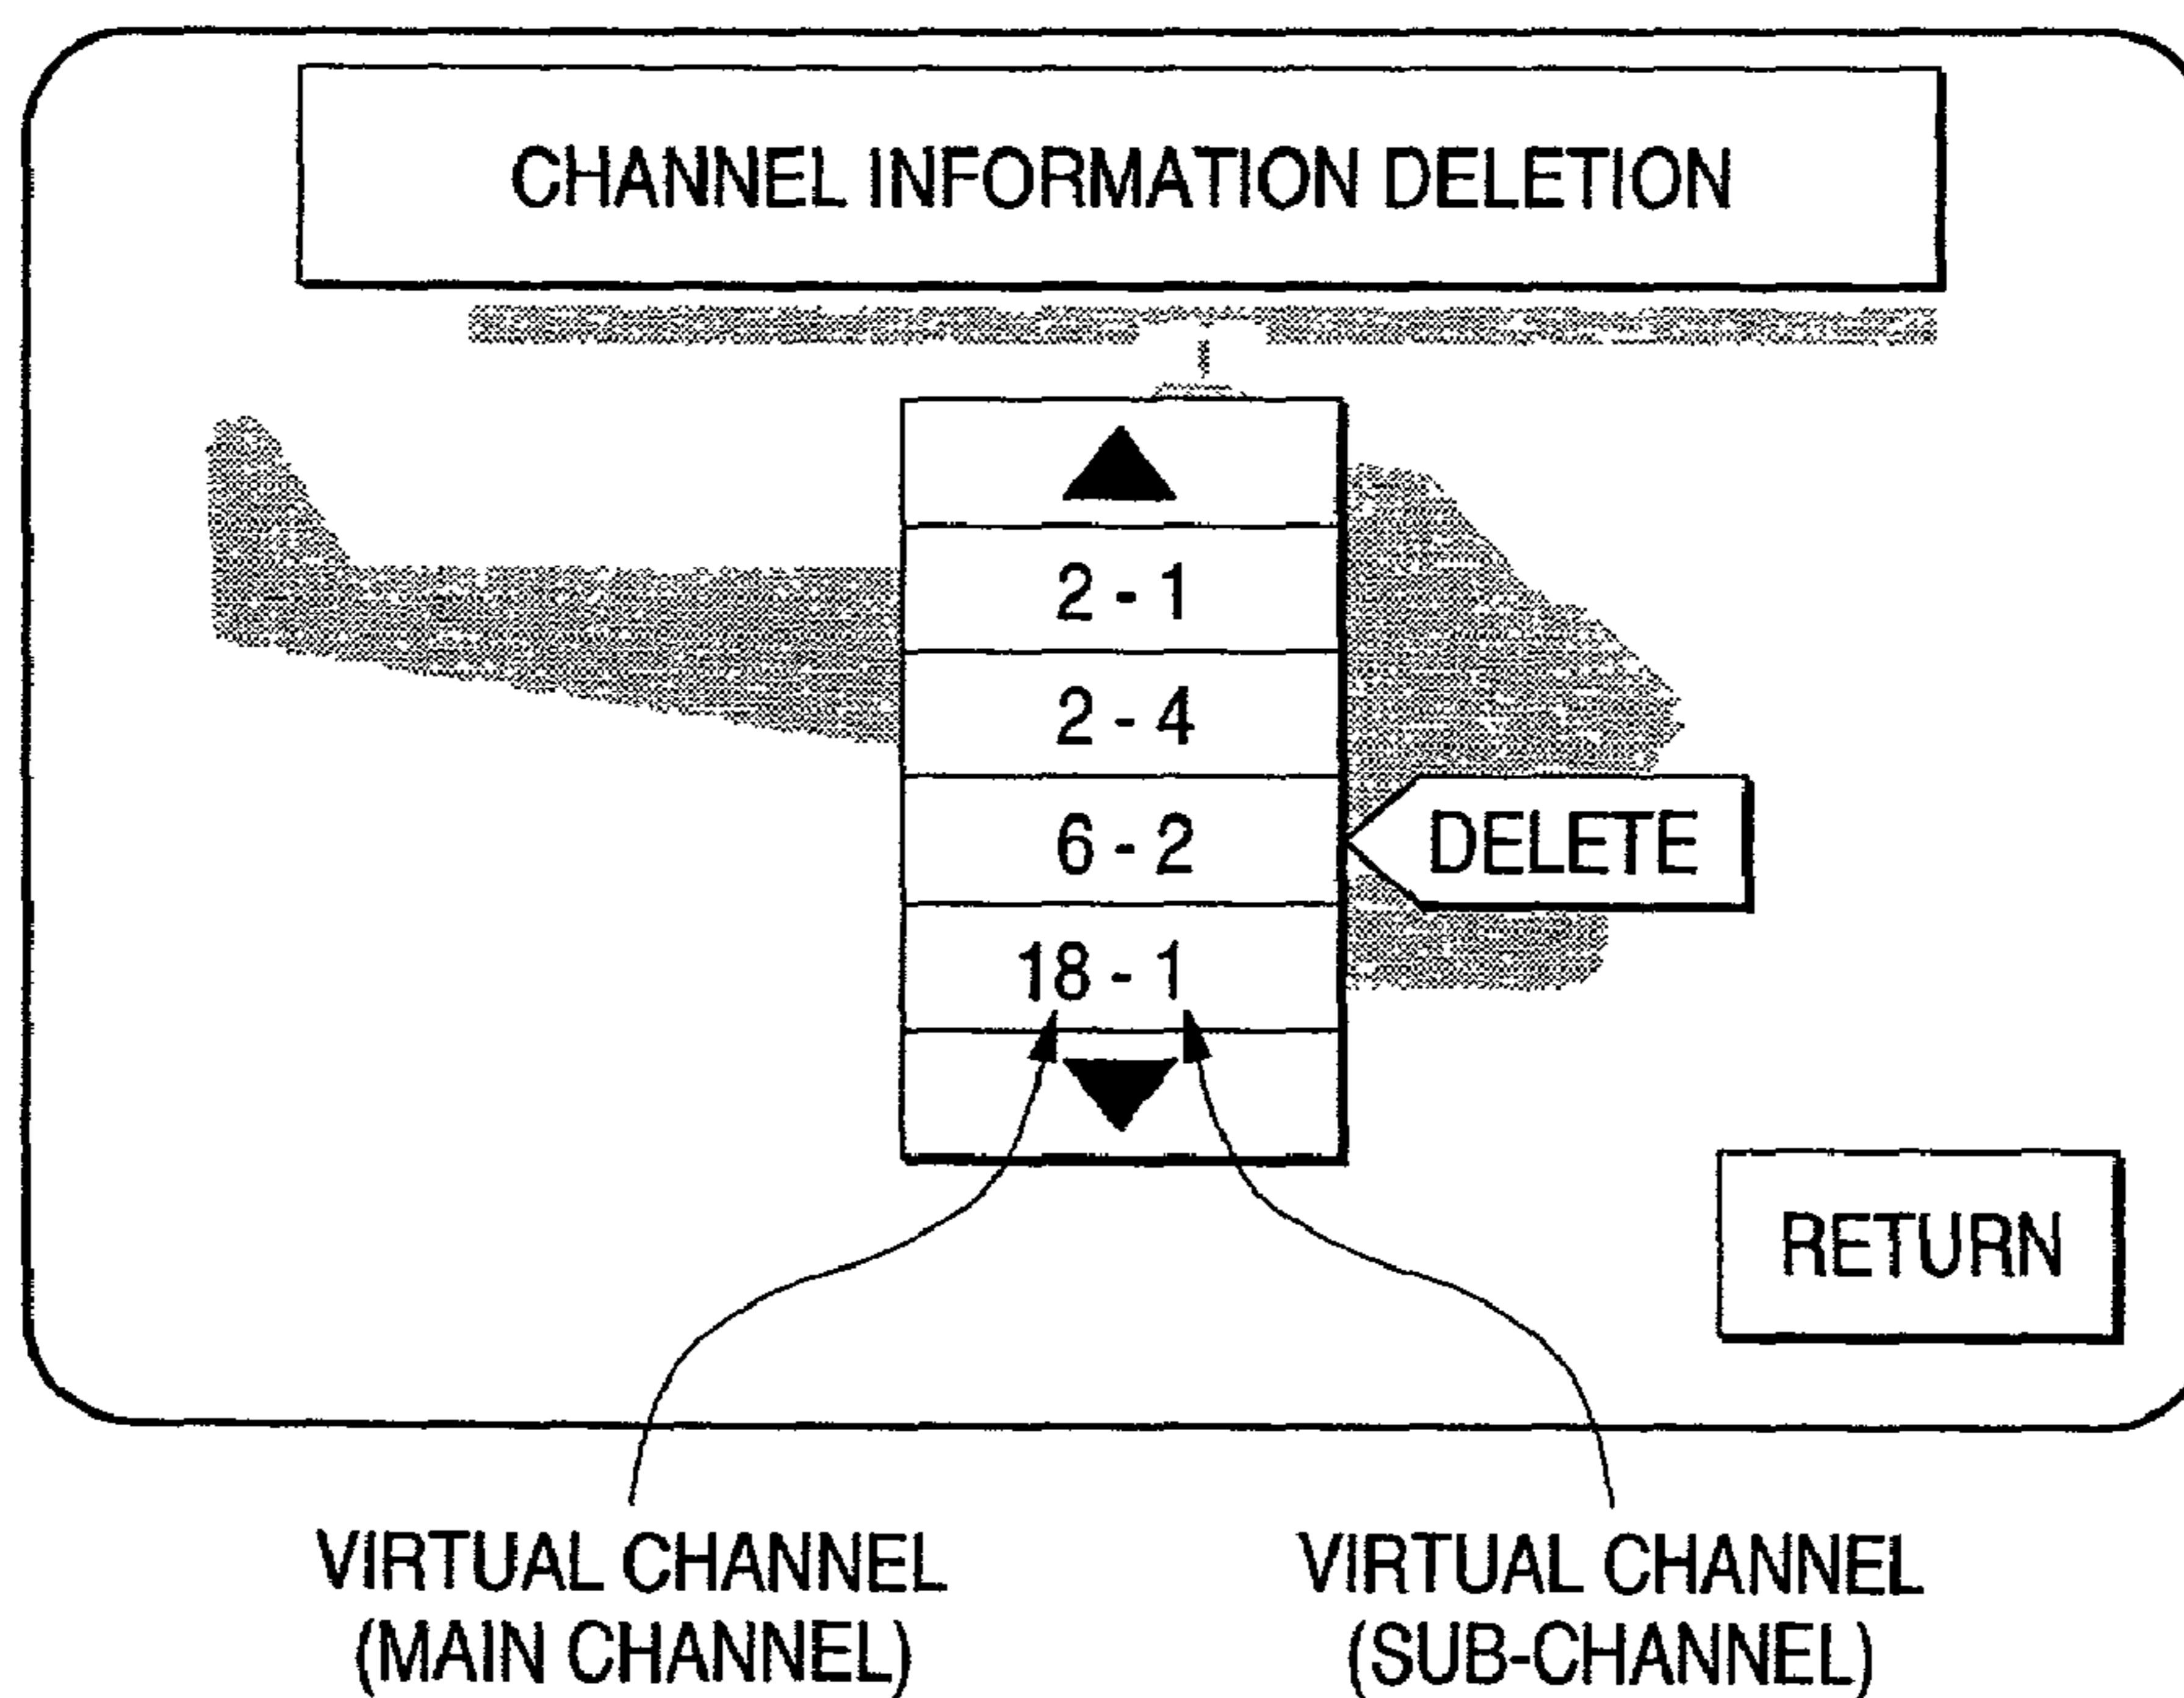 CHANNEL INFORMATION DELETION
2 - 1
2 - 4
6 - 2
DELETE
18 - 1
RETURN
VIRTUAL CHANNEL
(MAIN CHANNEL)
VIRTUAL CHANNEL
(SUB-CHANNEL)